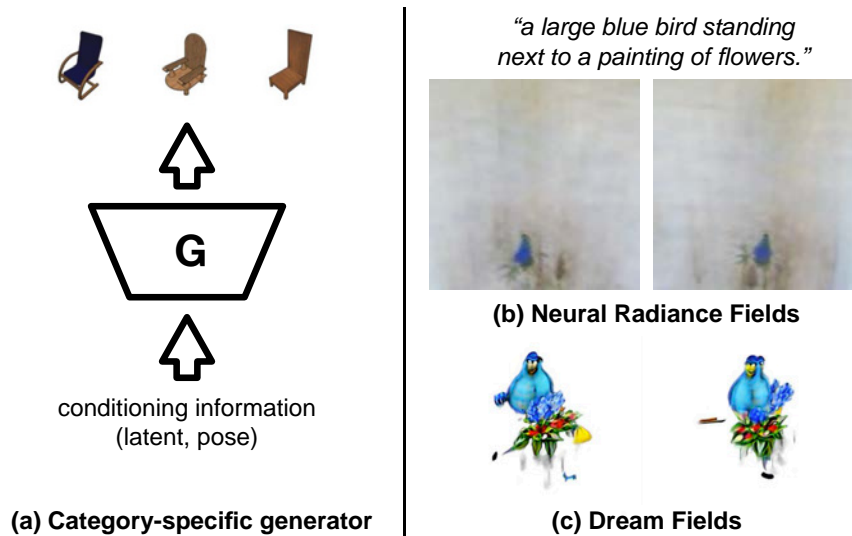 G
conditioning information
(latent, pose)
(a) Category-specific generator
“a large blue bird standing
next to a painting of flowers.”
(b) Neural Radiance Fields
(c) Dream Fields